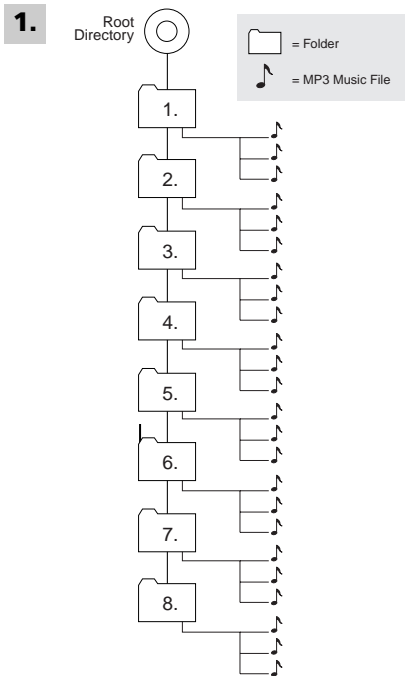 1.
Root
Directory
= Folder
= MP3 Music File
1.
2.
3.
4.
5.
6.
7.
8.